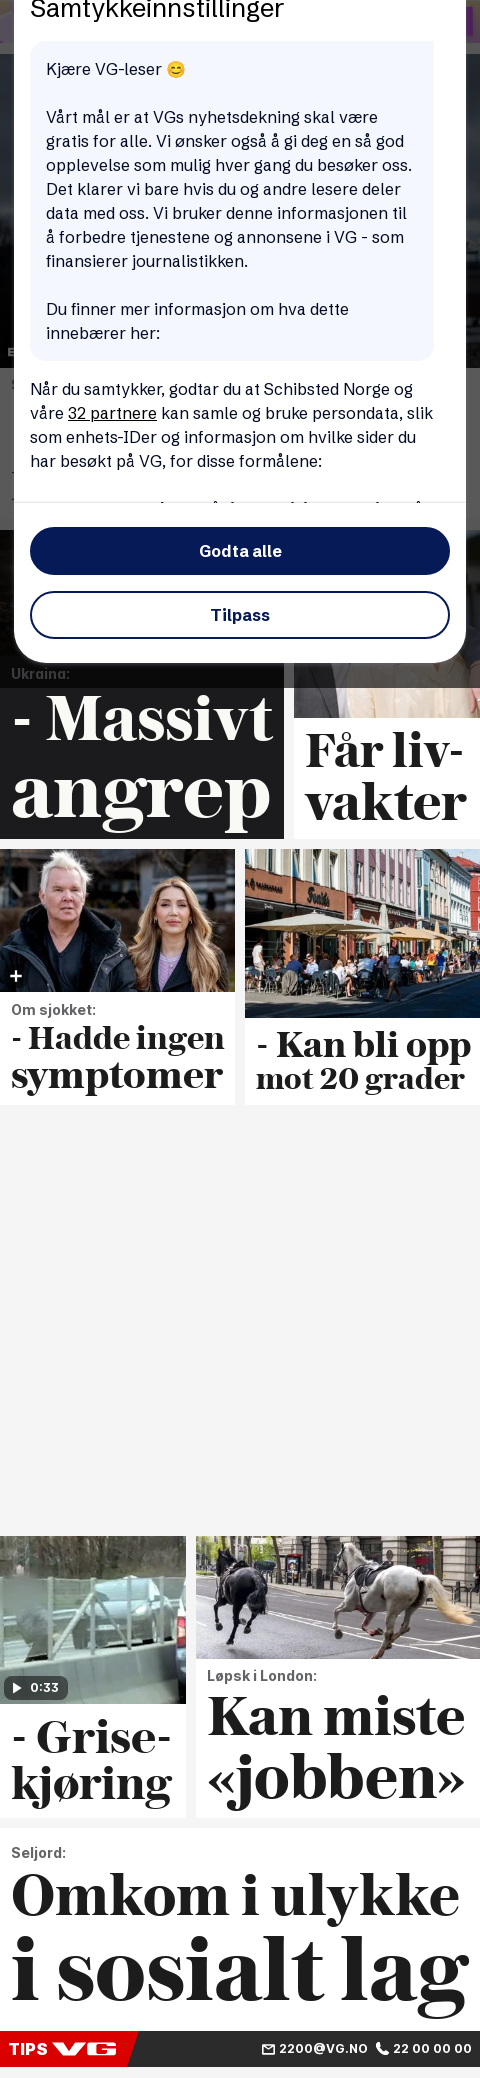 Samtykkeinnstillinger
Kjære VG-leser 😊
Vårt mål er at VGs nyhetsdekning skal være
gratis for alle. Vi ønsker også å gi deg en så god
opplevelse som mulig hver gang du besøker oss.
Det klarer vi bare hvis du og andre lesere deler
data med oss. Vi bruker denne informasjonen til
å forbedre tjenestene og annonsene i VG - som
finansierer journalistikken.
Du finner mer informasjon om hva dette
innebærer her:
Når du samtykker, godtar du at Schibsted Norge og
våre 32 partnere kan samle og bruke persondata, slik
som enhets-IDer og informasjon om hvilke sider du
har besøkt på VG, for disse formålene:
Godta alle
Tilpass
Ukraina:
- Massivt
angrep
Får liv-
vakter
Om sjokket:
- Hadde ingen
symptomer
- Kan bli opp
mot 20 grader
0:33
- Grise-
kjøring
Løpsk i London:
Kan miste
«jobben»
Seljord:
Omkom i ulykke
i sosialt lag
TIPS VG
2200@VG.NO 22 00 00 00